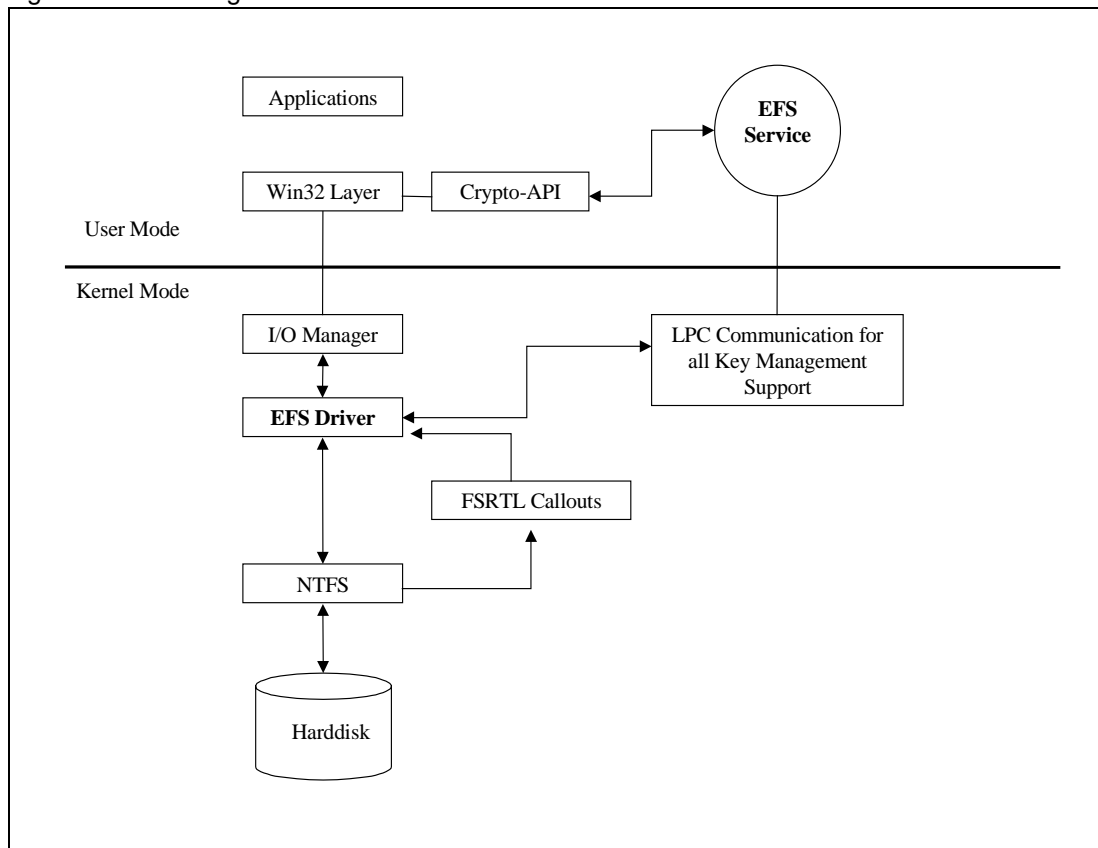 Applications
EFS
Service
Win32 Layer
Crypto-API
User Mode
Kernel Mode
I/O Manager
LPC Communication for
all Key Management
Support
EFS Driver
FSRTL Callouts
NTFS
Harddisk